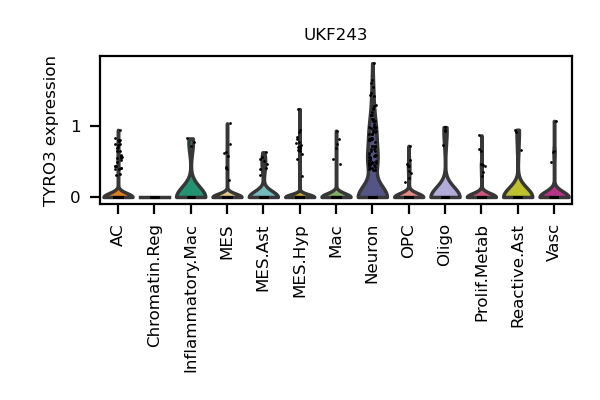 UKF243
TYRO3 expression
1
0
AC
Chromatin.Reg
Inflammatory.Mac
MES
MES.Ast
MES.Hyp
Mac
Neuron
OPC
Oligo
Prolif.Metab
Reactive.Ast
Vasc